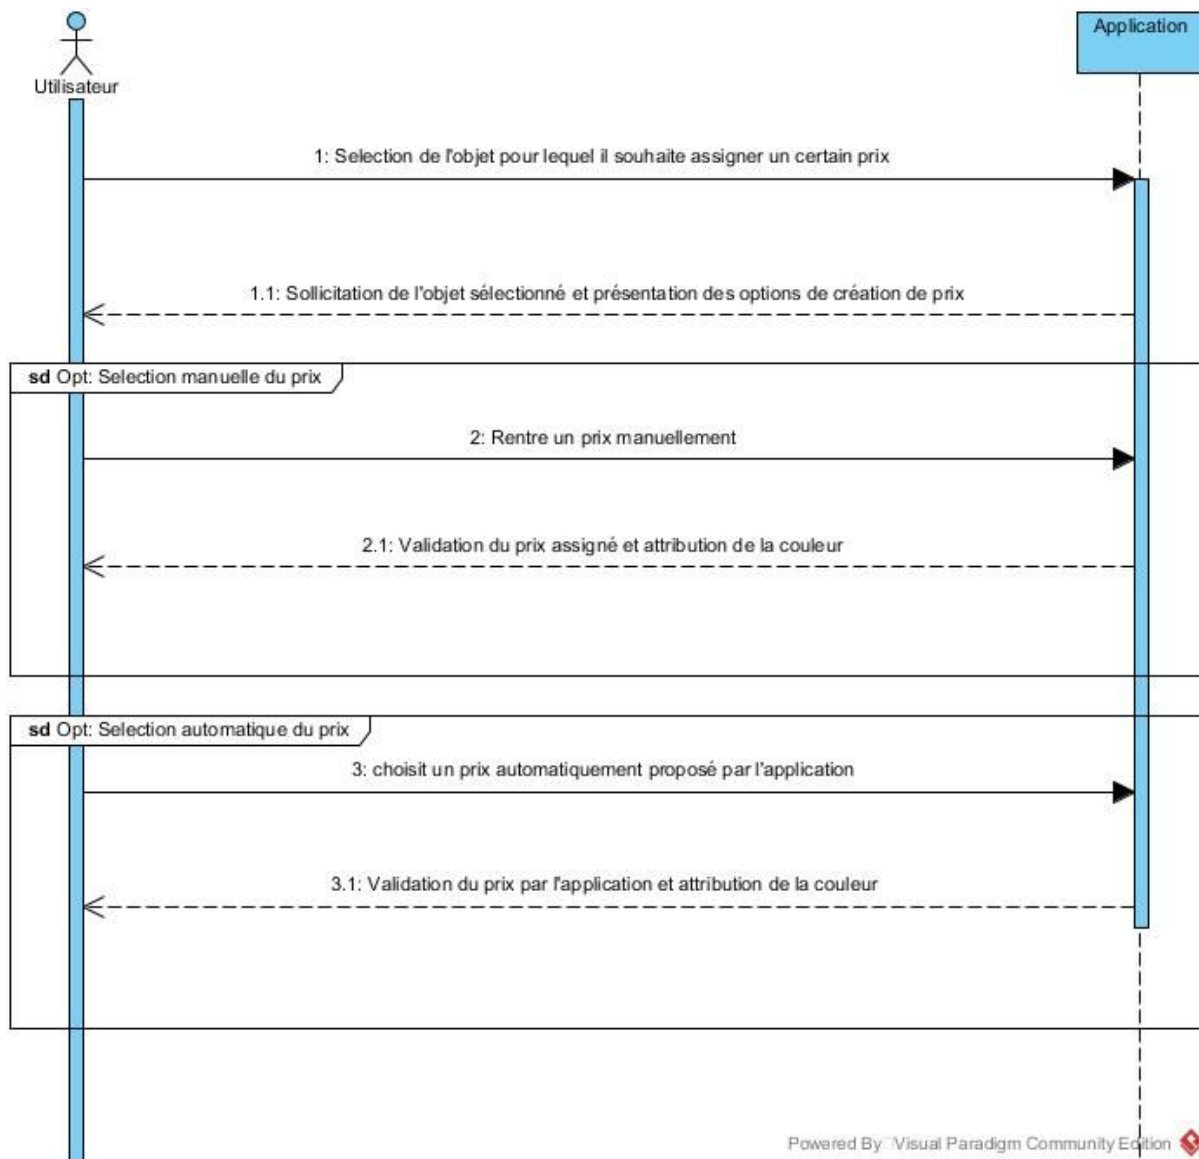 Application
Utilisateur
1: Selection de l'objet pour lequel il souhaite assigner un certain prix
1.1: Sollicitation de l'objet sélectionné et présentation des options de création de prix
sd Opt: Selection manuelle du prix
2: Rentre un prix manuellement
2.1: Validation du prix assigné et attribution de la couleur
sd Opt: Selection automatique du prix
3: choisit un prix automatiquement proposé par l'application
3.1: Validation du prix par l'application et attribution de la couleur
Powered By Visual Paradigm Community Edition